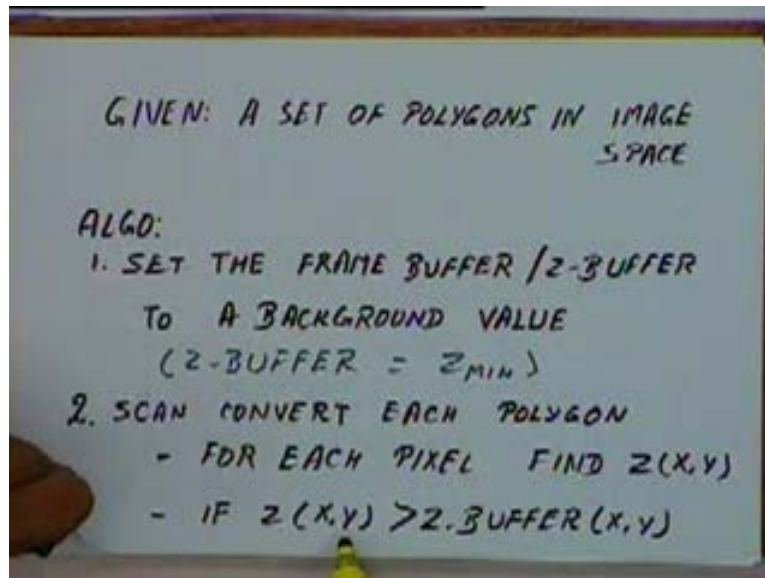 GIVEN: A SET OF POLYGONS IN IMAGE
SPACE
ALGO:
1. SET THE FRAME BUFFER / Z-BUFFER
TO A BACKGROUND VALUE
(Z-BUFFER = ZMIN)
2. SCAN CONVERT EACH POLYGON
- FOR EACH PIXEL FIND Z(X,Y)
- IF Z(X,Y) > Z.BUFFER(X,Y)